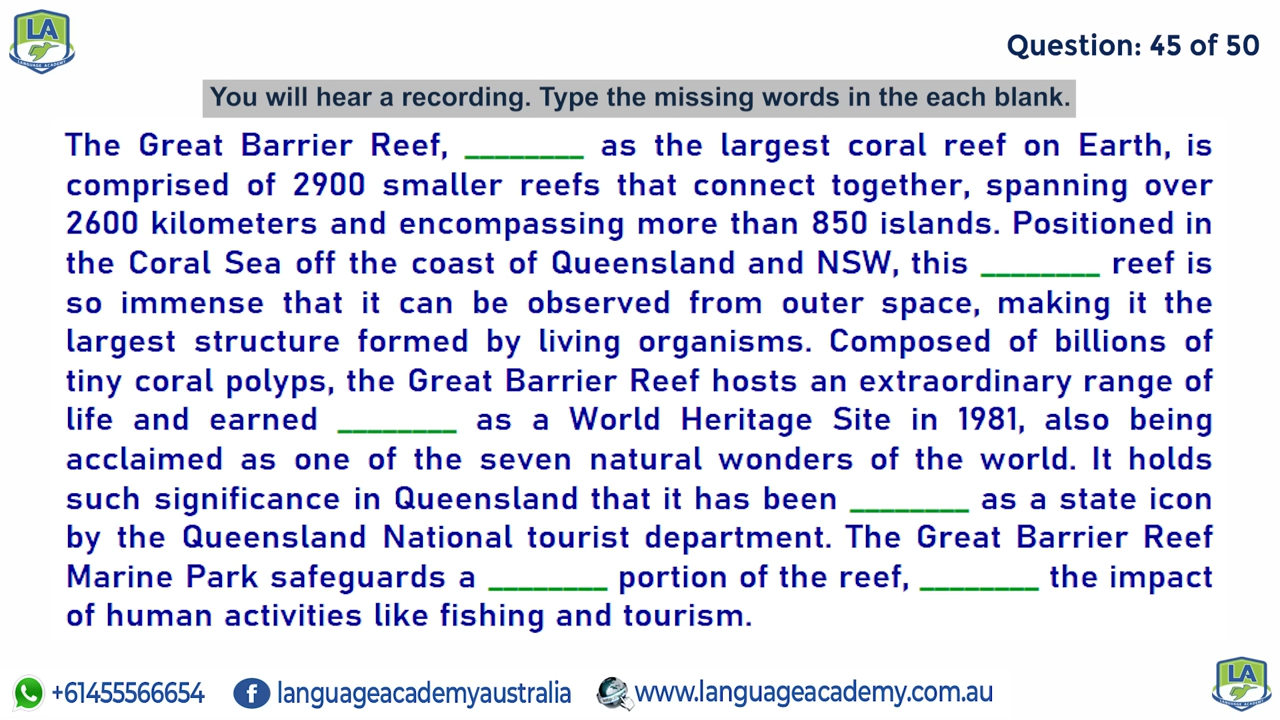 LA
LANGUAGE ACADEMY
Question: 45 of 50
You will hear a recording. Type the missing words in the each blank.
The Great Barrier Reef, ________ as the largest coral reef on Earth, is
comprised of 2900 smaller reefs that connect together, spanning over
2600 kilometers and encompassing more than 850 islands. Positioned in
the Coral Sea off the coast of Queensland and NSW, this ________ reef is
so immense that it can be observed from outer space, making it the
largest structure formed by living organisms. Composed of billions of
tiny coral polyps, the Great Barrier Reef hosts an extraordinary range of
life and earned ________ as a World Heritage Site in 1981, also being
acclaimed as one of the seven natural wonders of the world. It holds
such significance in Queensland that it has been ________ as a state icon
by the Queensland National tourist department. The Great Barrier Reef
Marine Park safeguards a ________ portion of the reef, ________ the impact
of human activities like fishing and tourism.
+61455566654
languageacademyaustralia
www.languageacademy.com.au
LA
LANGUAGE ACADEMY